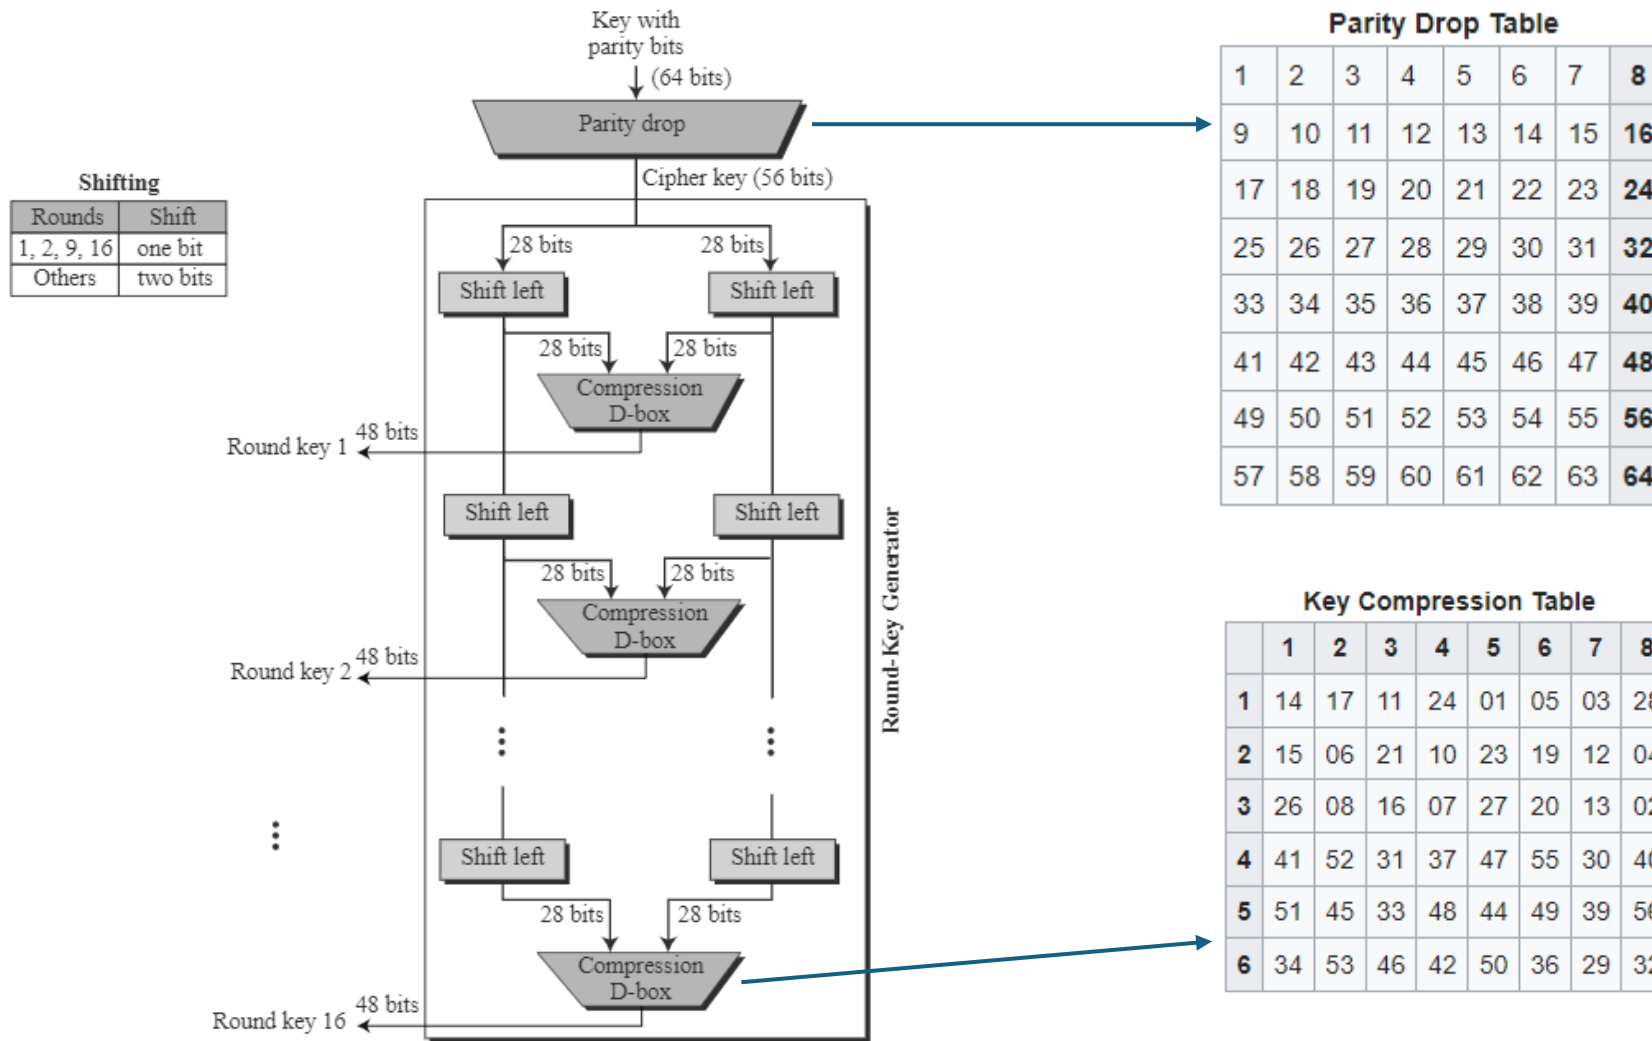 Key with
parity bits
(64 bits)
Parity drop
Cipher key (56 bits)
Shifting
Rounds Shift
1, 2, 9, 16 one bit
Others two bits
28 bits 28 bits
Shift left Shift left
28 bits 28 bits
Compression
D-box
48 bits
Round key 1
Shift left Shift left
28 bits 28 bits
Compression
D-box
48 bits
Round key 2
Shift left Shift left
28 bits 28 bits
Compression
D-box
48 bits
Round key 16
Round-Key Generator
Parity Drop Table
1 2 3 4 5 6 7 8
9 10 11 12 13 14 15 16
17 18 19 20 21 22 23 24
25 26 27 28 29 30 31 32
33 34 35 36 37 38 39 40
41 42 43 44 45 46 47 48
49 50 51 52 53 54 55 56
57 58 59 60 61 62 63 64
Key Compression Table
1 2 3 4 5 6 7 8
1 14 17 11 24 01 05 03 28
2 15 06 21 10 23 19 12 04
3 26 08 16 07 27 20 13 02
4 41 52 31 37 47 55 30 40
5 51 45 33 48 44 49 39 56
6 34 53 46 42 50 36 29 32